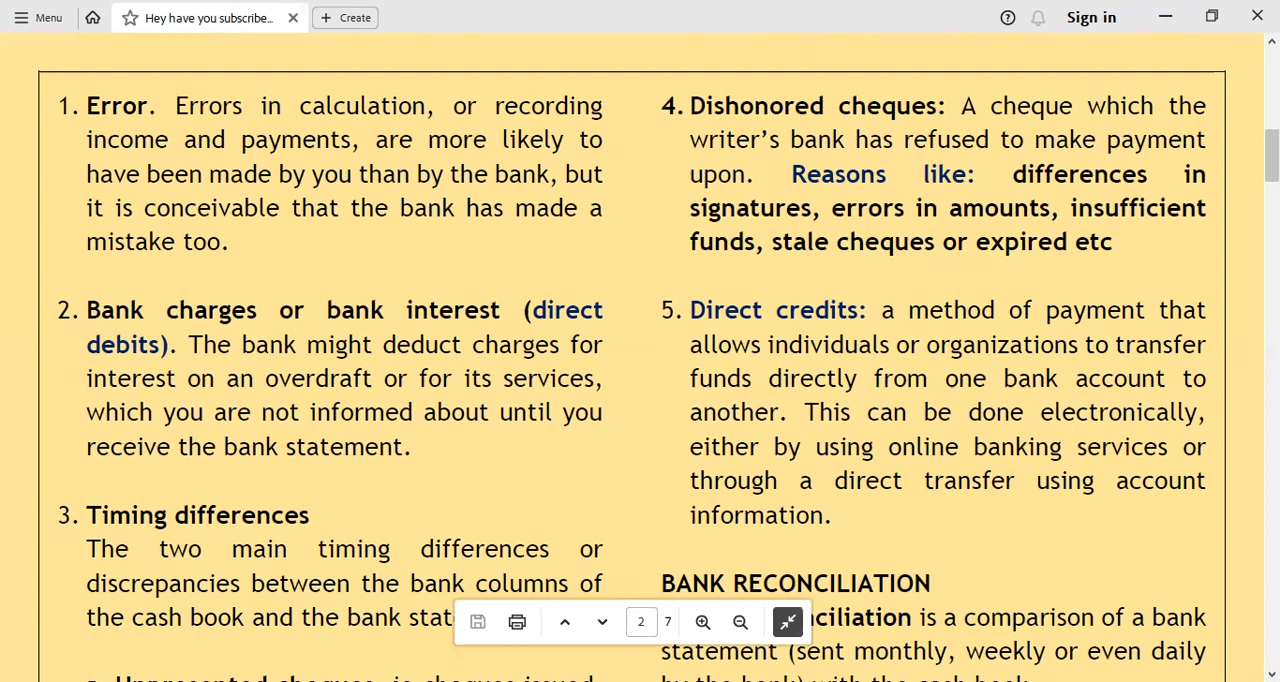 Menu
Hey have you subscribe...
Create
Sign in
1. Error. Errors in calculation, or recording
income and payments, are more likely to
have been made by you than by the bank, but
it is conceivable that the bank has made a
mistake too.
2. Bank charges or bank interest (direct
debits). The bank might deduct charges for
interest on an overdraft or for its services,
which you are not informed about until you
receive the bank statement.
3. Timing differences
The two main timing differences or
discrepancies between the bank columns of
the cash book and the bank stat
4. Dishonored cheques: A cheque which the
writer’s bank has refused to make payment
upon. Reasons like: differences in
signatures, errors in amounts, insufficient
funds, stale cheques or expired etc
5. Direct credits: a method of payment that
allows individuals or organizations to transfer
funds directly from one bank account to
another. This can be done electronically,
either by using online banking services or
through a direct transfer using account
information.
BANK RECONCILIATION
ciliation is a comparison of a bank
statement (sent monthly, weekly or even daily
2 7